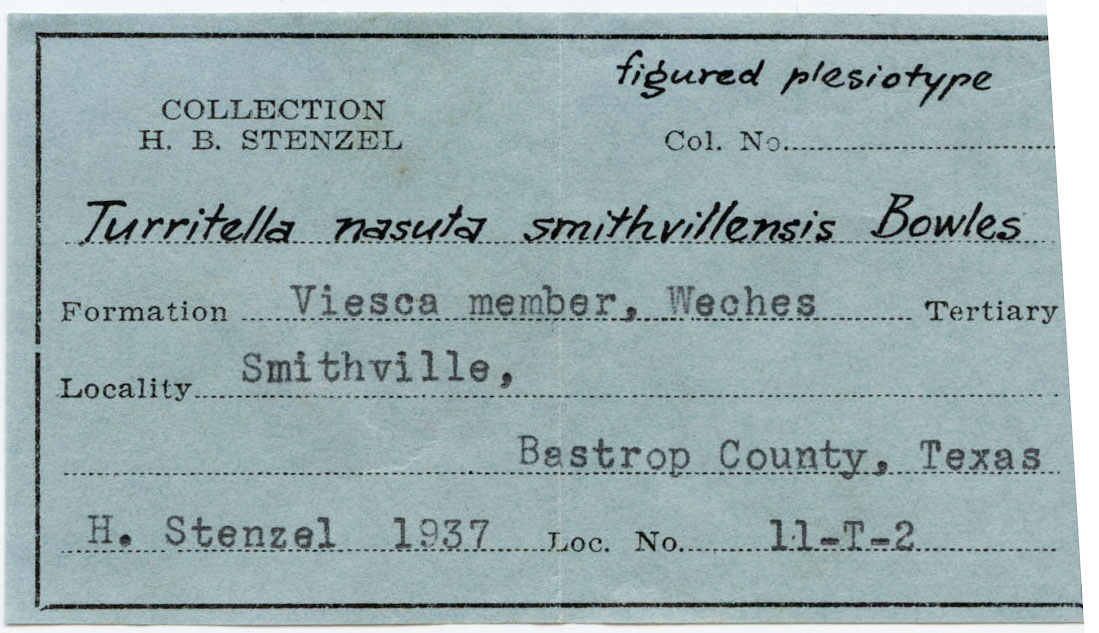 figured plesiotype
COLLECTION
H. B. STENZEL
Col. No.
Turritella nasuta smithvillensis Bowles
Formation Viesca member, Weches Tertiary
Locality Smithville,
Bastrop County, Texas
H. Stenzel 1937 Loc. No. 11-T-2